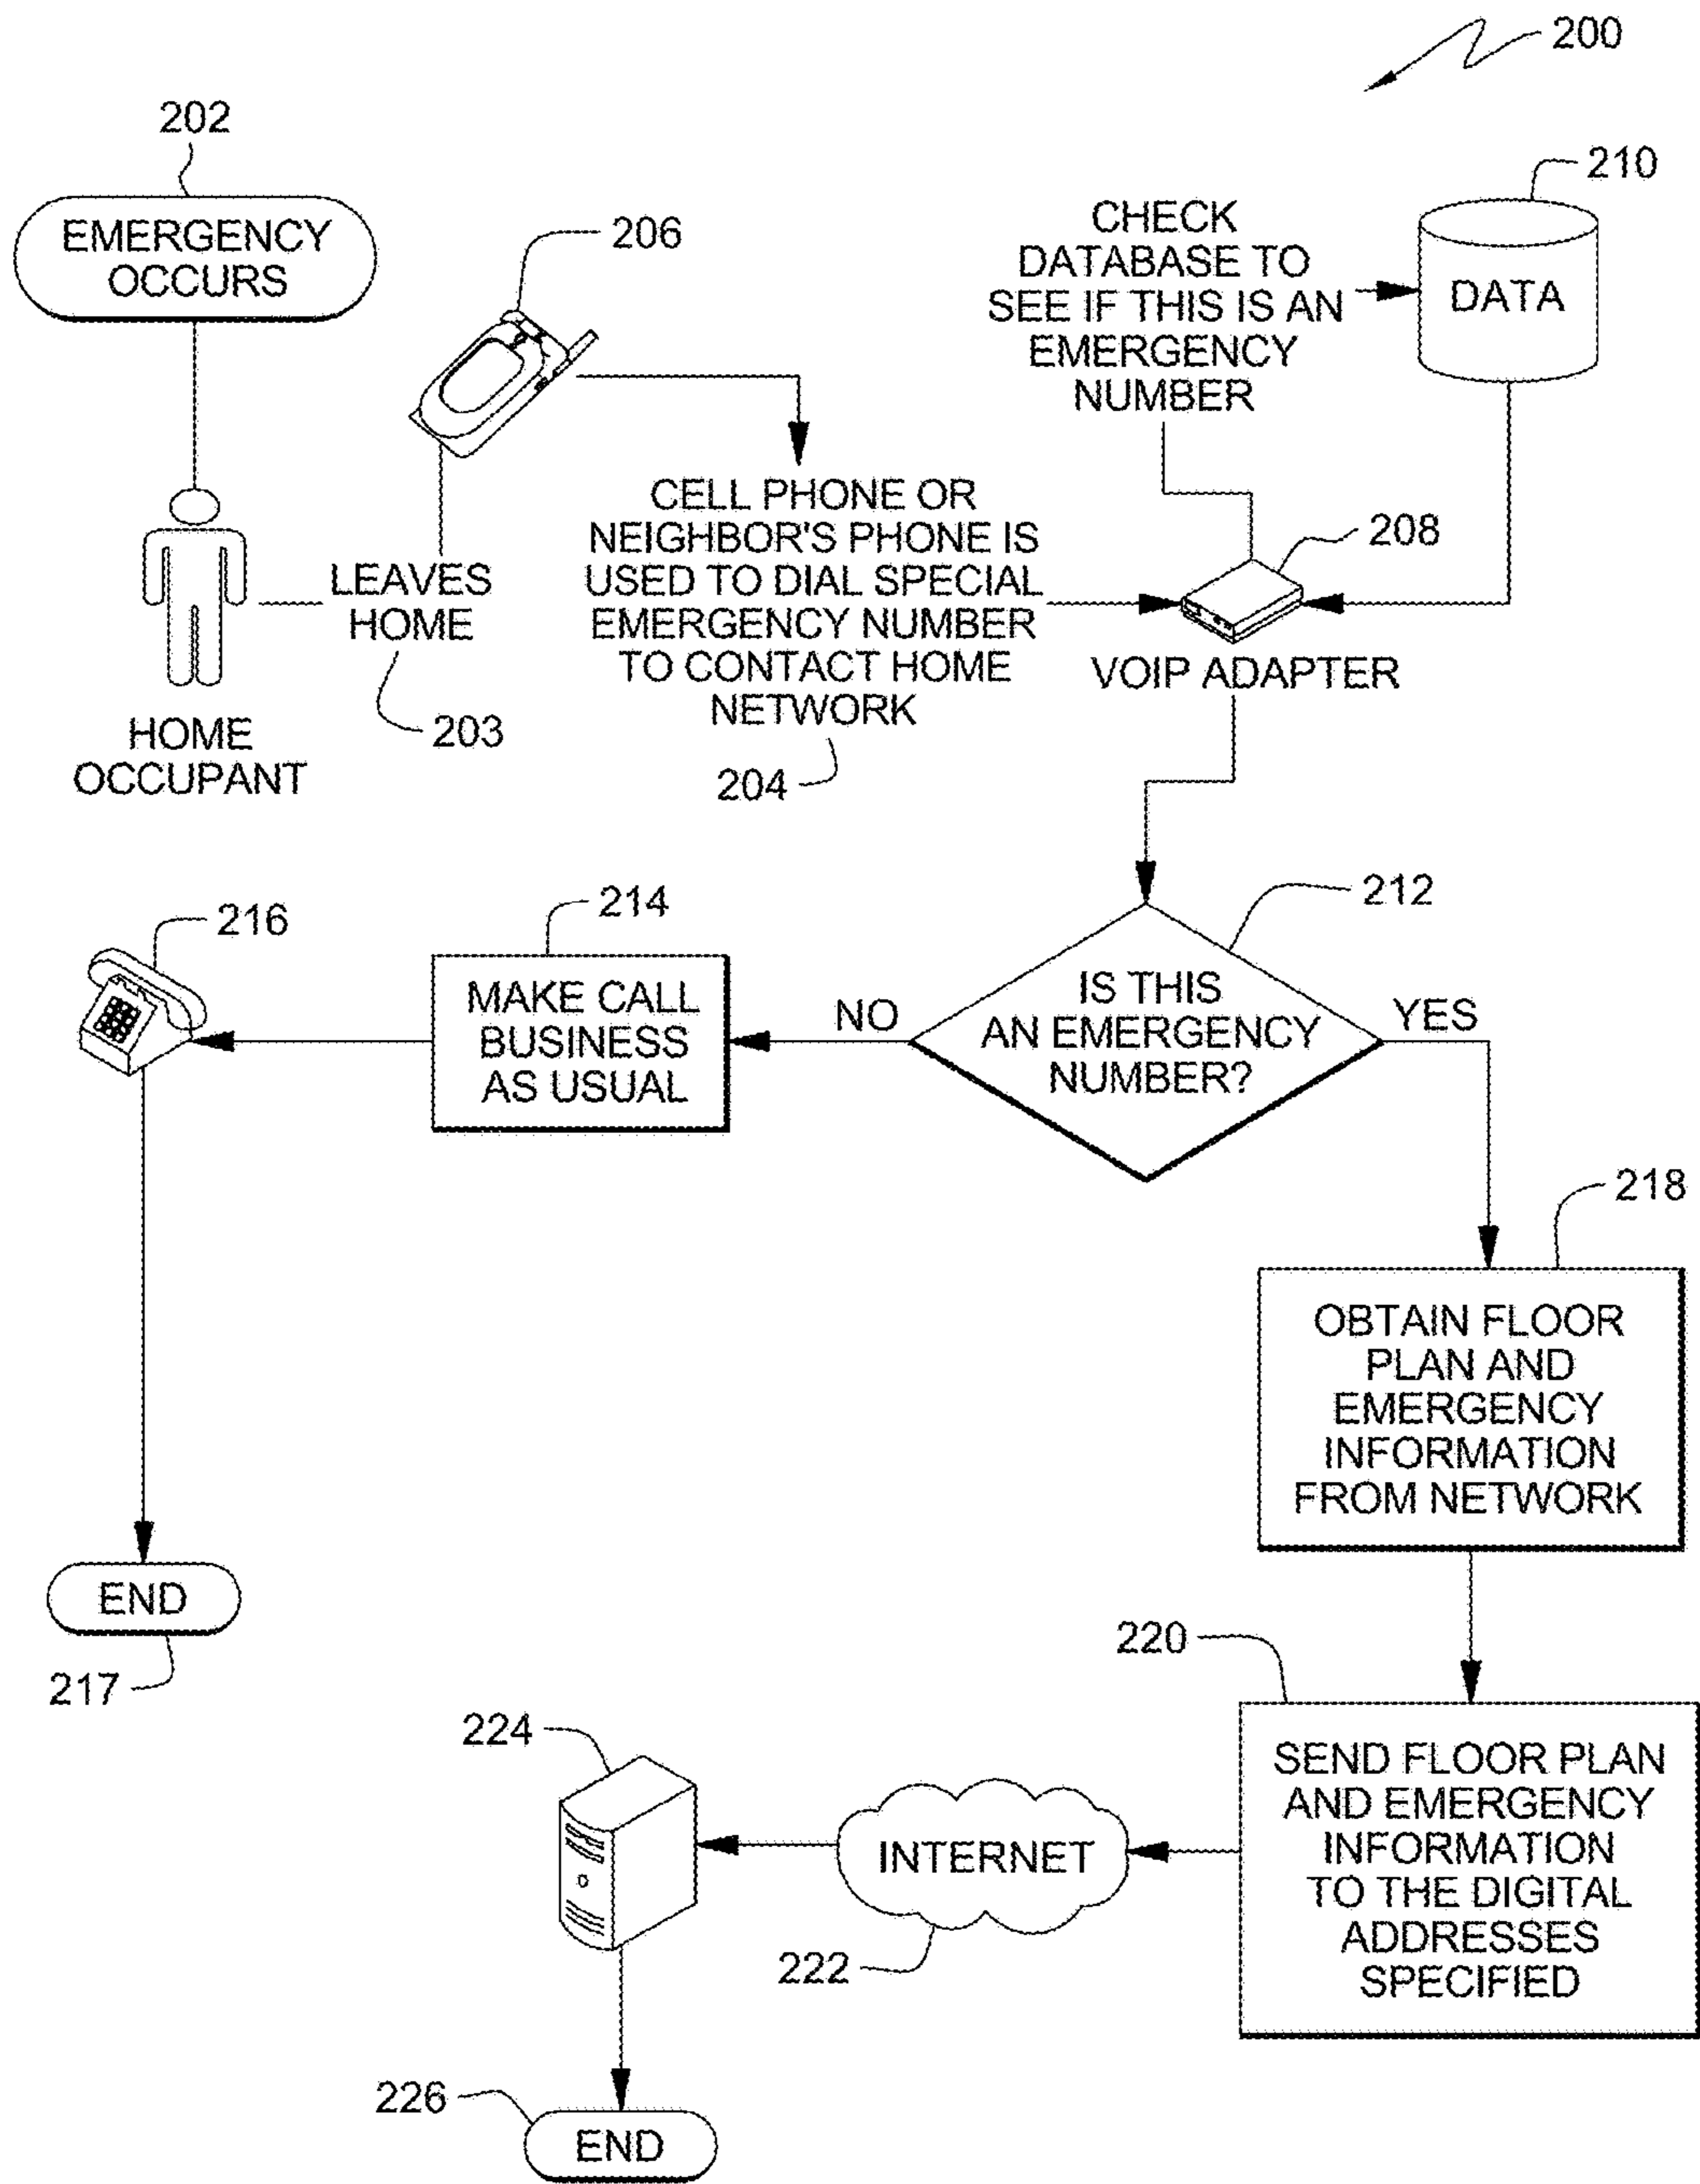 200
202
EMERGENCY
OCCURS
206
210
CHECK
DATABASE TO
SEE IF THIS IS AN
EMERGENCY
NUMBER
DATA
CELL PHONE OR
NEIGHBOR'S PHONE IS
USED TO DIAL SPECIAL
EMERGENCY NUMBER
TO CONTACT HOME
NETWORK
204
208
VOIP ADAPTER
LEAVES
HOME
203
HOME
OCCUPANT
212
IS THIS
AN EMERGENCY
NUMBER?
NO
YES
214
MAKE CALL
BUSINESS
AS USUAL
216
END
217
218
OBTAIN FLOOR
PLAN AND
EMERGENCY
INFORMATION
FROM NETWORK
220
SEND FLOOR PLAN
AND EMERGENCY
INFORMATION
TO THE DIGITAL
ADDRESSES
SPECIFIED
INTERNET
222
224
226
END